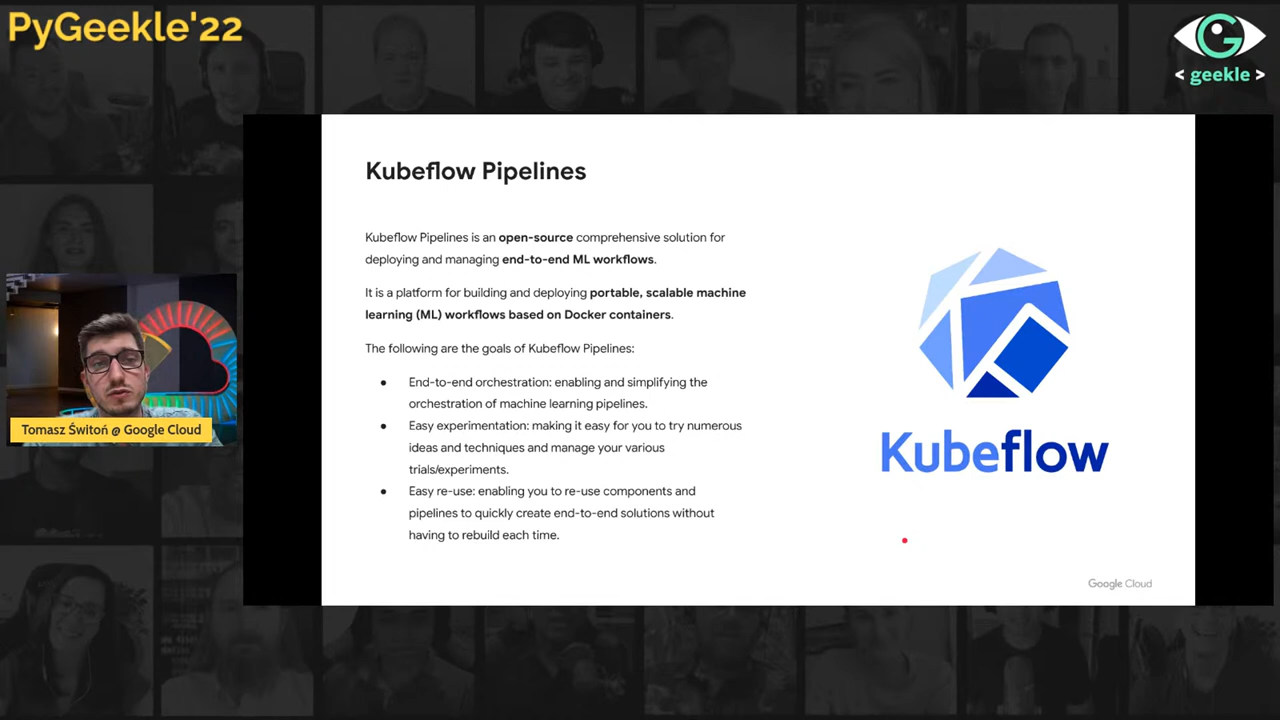 PyGeekle'22
< geekle >
Kubeflow Pipelines
Kubeflow Pipelines is an open-source comprehensive solution for
deploying and managing end-to-end ML workflows.
It is a platform for building and deploying portable, scalable machine
learning (ML) workflows based on Docker containers.
The following are the goals of Kubeflow Pipelines:
● End-to-end orchestration: enabling and simplifying the
orchestration of machine learning pipelines.
● Easy experimentation: making it easy for you to try numerous
ideas and techniques and manage your various
trials/experiments.
● Easy re-use: enabling you to re-use components and
pipelines to quickly create end-to-end solutions without
having to rebuild each time.
Kubeflow
Google Cloud
Tomasz Świtoń @ Google Cloud